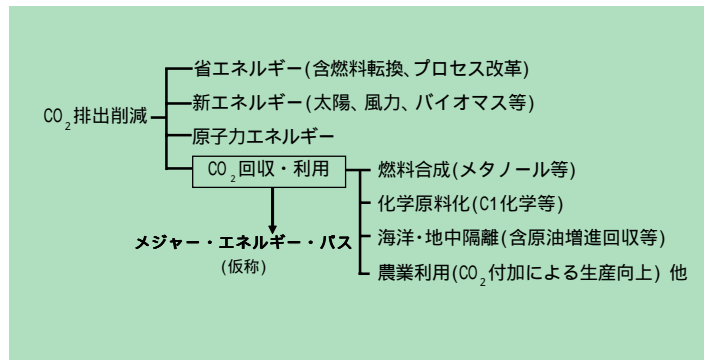 CO₂排出削減
省エネルギー(含燃料転換、プロセス改革)
新エネルギー(太陽、風力、バイオマス等)
原子力エネルギー
CO₂回収・利用
燃料合成(メタノール等)
化学原料化(C1化学等)
海洋・地中隔離(含原油増進回収等)
農業利用(CO₂付加による生産向上) 他
メジャー・エネルギー・パス
(仮称)